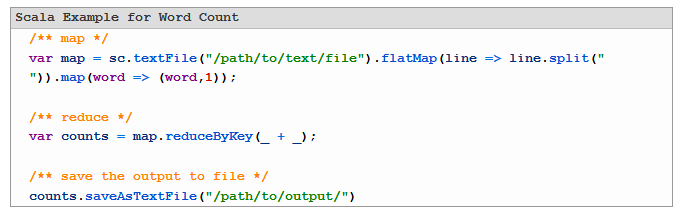 Scala Example for Word Count
/** map */
var map = sc.textFile("/path/to/text/file").flatMap(line => line.split("
")).map(word => (word,1));
/** reduce */
var counts = map.reduceByKey(_ + _);
/** save the output to file */
counts.saveAsTextFile("/path/to/output/")